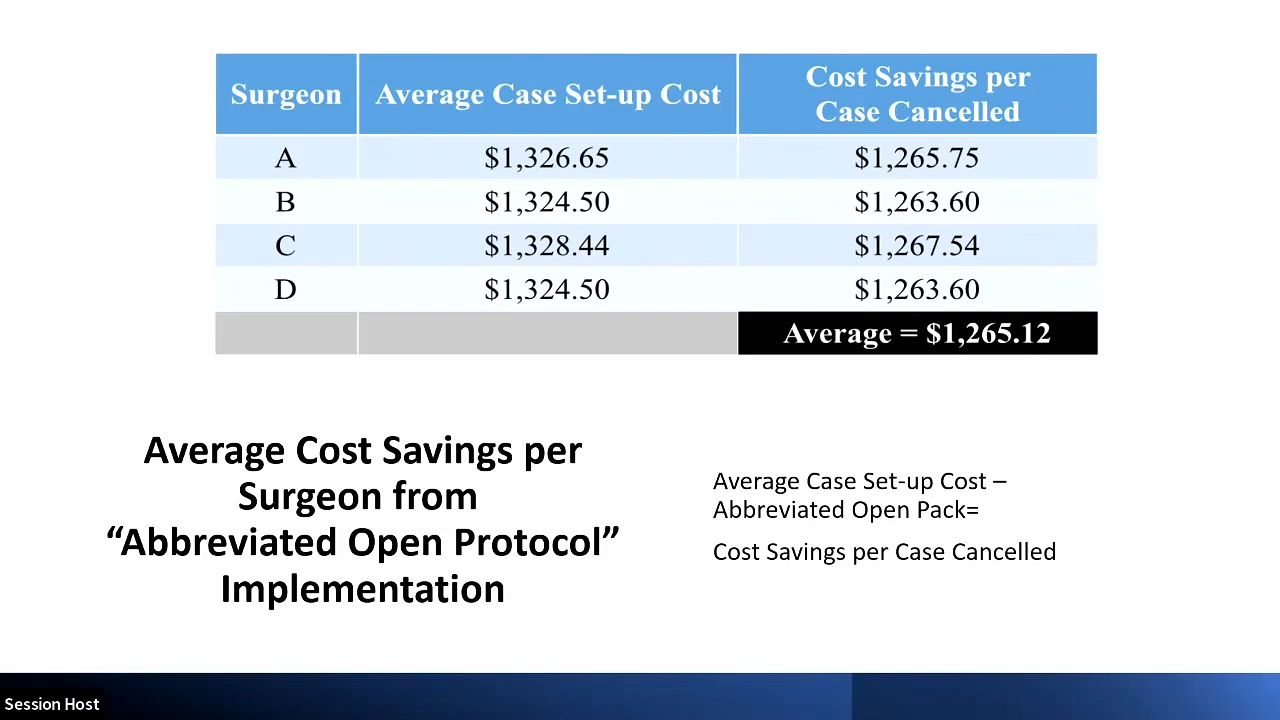 Surgeon Average Case Set-up Cost Cost Savings per Case Cancelled
A $1,326.65 $1,265.75
B $1,324.50 $1,263.60
C $1,328.44 $1,267.54
D $1,324.50 $1,263.60
Average = $1,265.12
Average Cost Savings per
Surgeon from
“Abbreviated Open Protocol”
Implementation
Average Case Set-up Cost –
Abbreviated Open Pack=
Cost Savings per Case Cancelled
Session Host